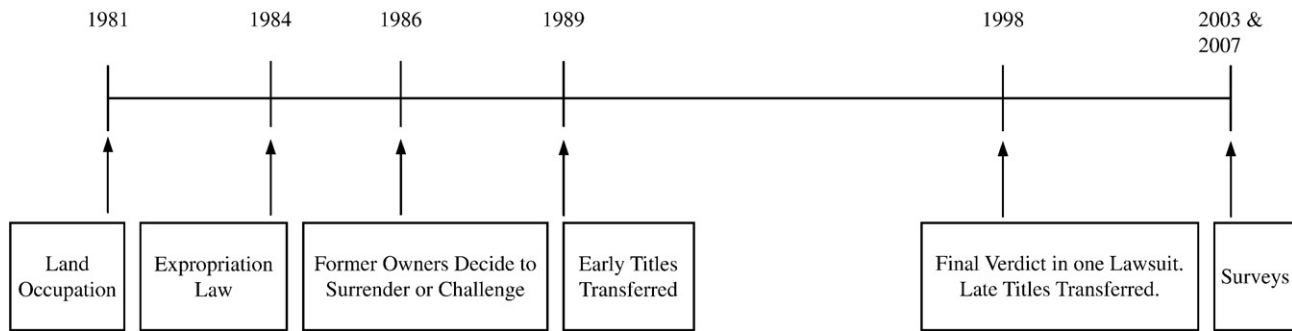 1981
1984
1986
1989
1998
2003 &
2007
Land
Occupation
Expropriation
Law
Former Owners Decide to
Surrender or Challenge
Early Titles
Transferred
Final Verdict in one Lawsuit.
Late Titles Transferred.
Surveys